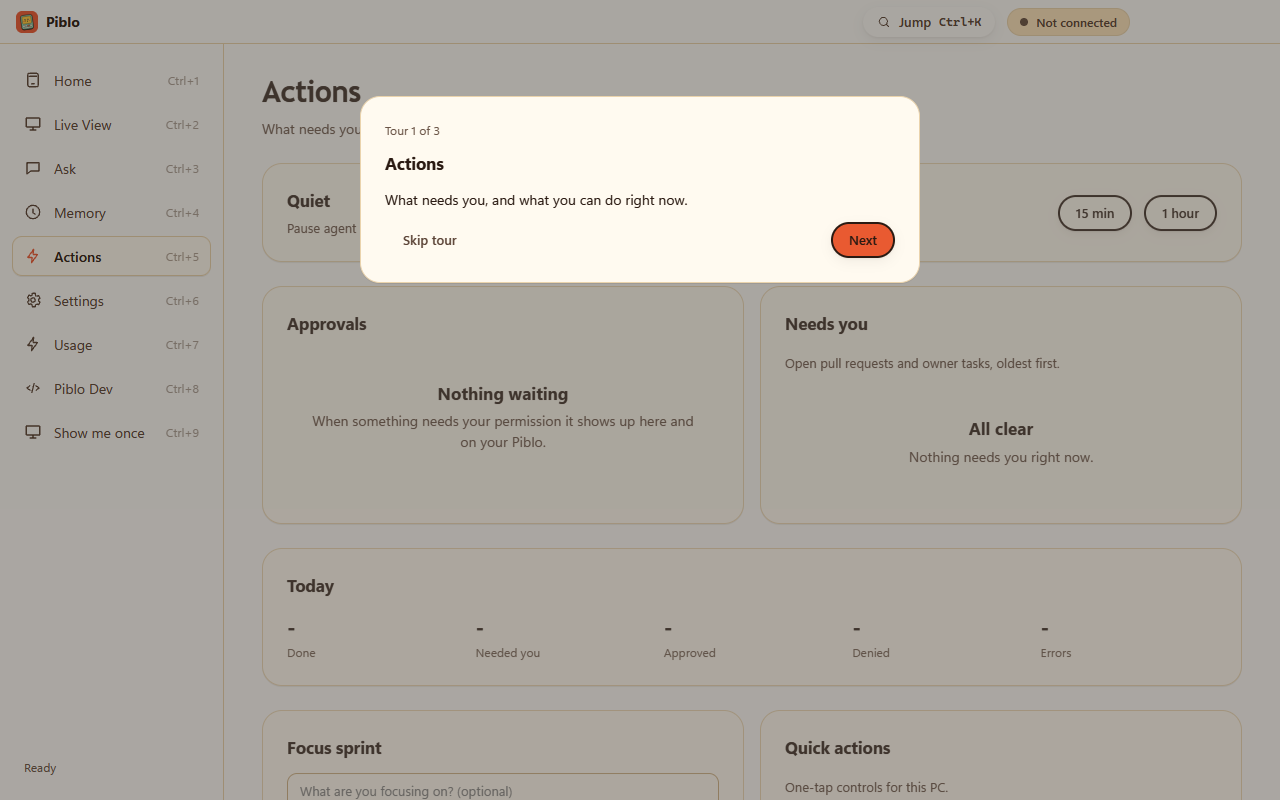 Piblo
Jump Ctrl+K
Not connected
Home Ctrl+1
Live View Ctrl+2
Ask Ctrl+3
Memory Ctrl+4
Actions Ctrl+5
Settings Ctrl+6
Usage Ctrl+7
Piblo Dev Ctrl+8
Show me once Ctrl+9
Ready
Actions
What needs you
Tour 1 of 3
Actions
What needs you, and what you can do right now.
Skip tour
Next
Quiet
Pause agent
15 min
1 hour
Approvals
Nothing waiting
When something needs your permission it shows up here and
on your Piblo.
Needs you
Open pull requests and owner tasks, oldest first.
All clear
Nothing needs you right now.
Today
- - - - -
Done Needed you Approved Denied Errors
Focus sprint
What are you focusing on? (optional)
Quick actions
One-tap controls for this PC.